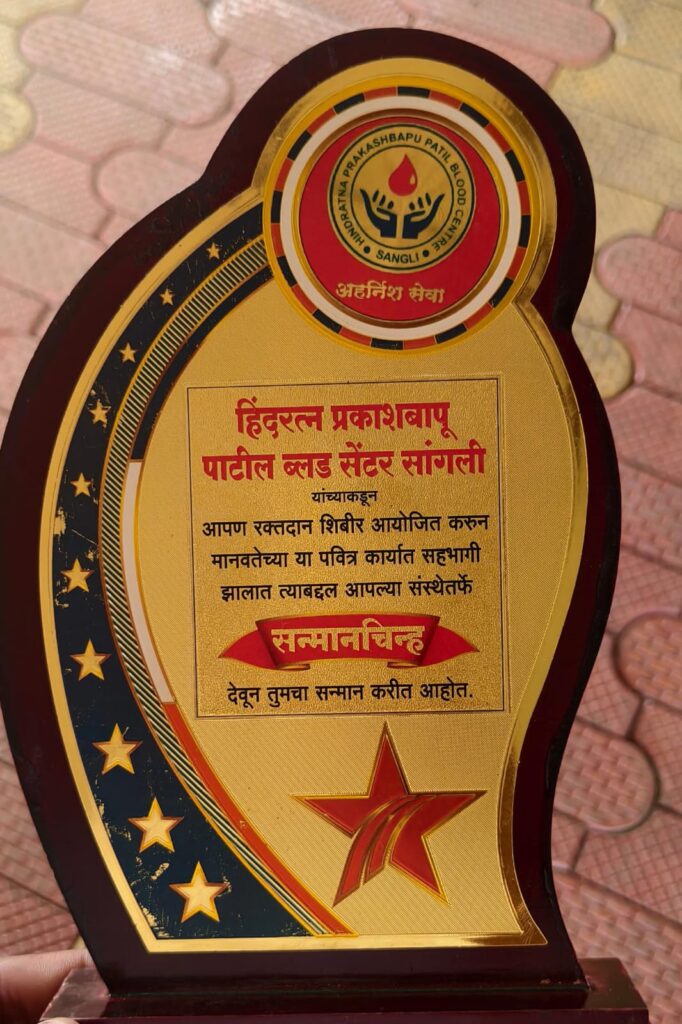 HINDRATNA PRAKASHBAPU PATIL BLOOD CENTRE
• SANGLI •
अहर्निश सेवा
हिंदरत्न प्रकाशबापू
पाटील ब्लड सेंटर सांगली
यांच्याकडून
आपण रक्तदान शिबीर आयोजित करुन
मानवतेच्या या पवित्र कार्यात सहभागी
झालात त्याबद्दल आपल्या संस्थेतर्फे
सन्मानचिन्ह
देवून तुमचा सन्मान करीत आहोत.